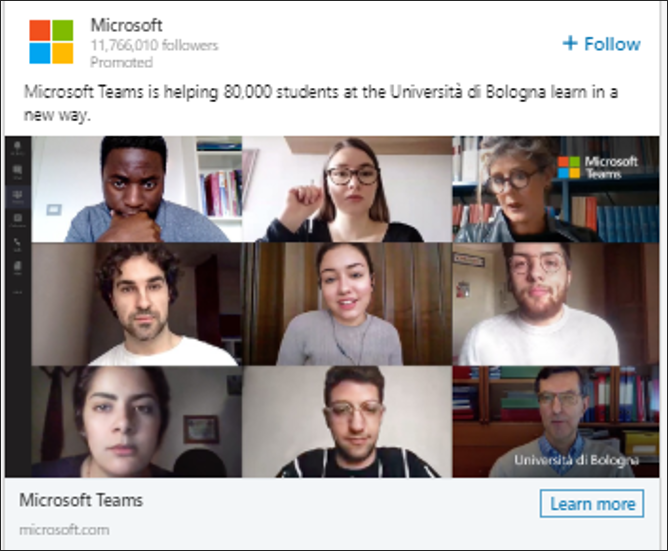 Microsoft
11,766,010 followers
Promoted
+ Follow
Microsoft Teams is helping 80,000 students at the Università di Bologna learn in a
new way.
Microsoft
Teams
Università di Bologna
Microsoft Teams
Learn more
microsoft.com